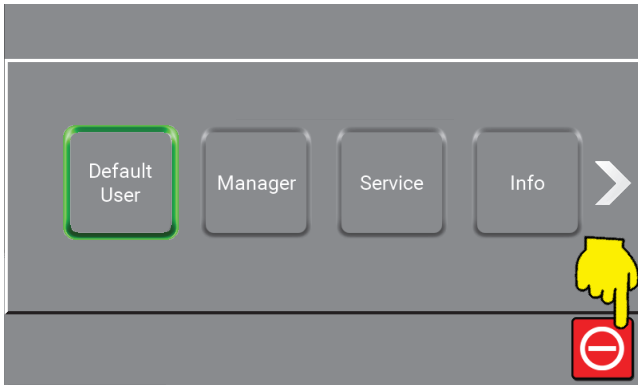 Default
User
Manager
Service
Info